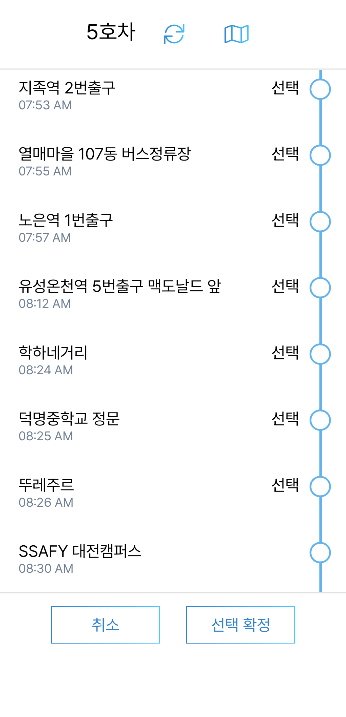 5호차
지족역 2번출구 선택
07:53 AM
열매마을 107동 버스정류장 선택
07:55 AM
노은역 1번출구 선택
07:57 AM
유성온천역 5번출구 맥도날드 앞 선택
08:12 AM
학하네거리 선택
08:24 AM
덕명중학교 정문 선택
08:25 AM
뚜레주르 선택
08:26 AM
SSAFY 대전캠퍼스
08:30 AM
취소 선택 확정